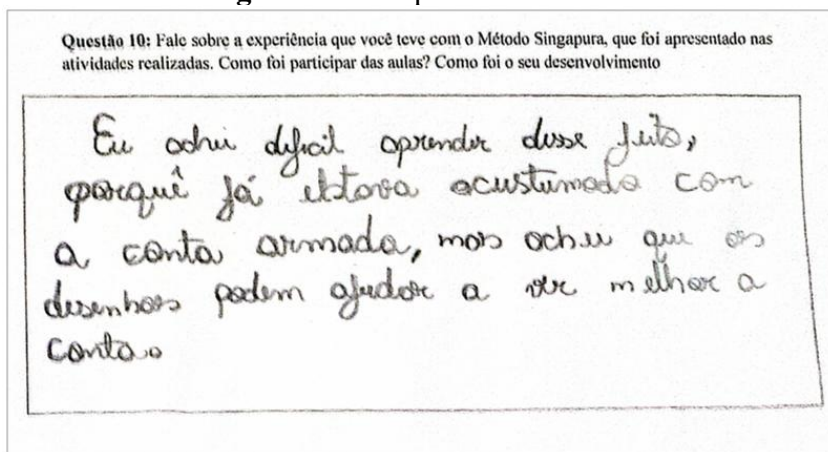 Questão 10: Fale sobre a experiência que você teve com o Método Singapura, que foi apresentado nas
atividades realizadas. Como foi participar das aulas? Como foi o seu desenvolvimento
Eu achei dificil aprender desse jeito,
porquê já estava acustumado com
a conta armada, mas achei que os
desenhos podem ajudar a ver melhor a
conta.